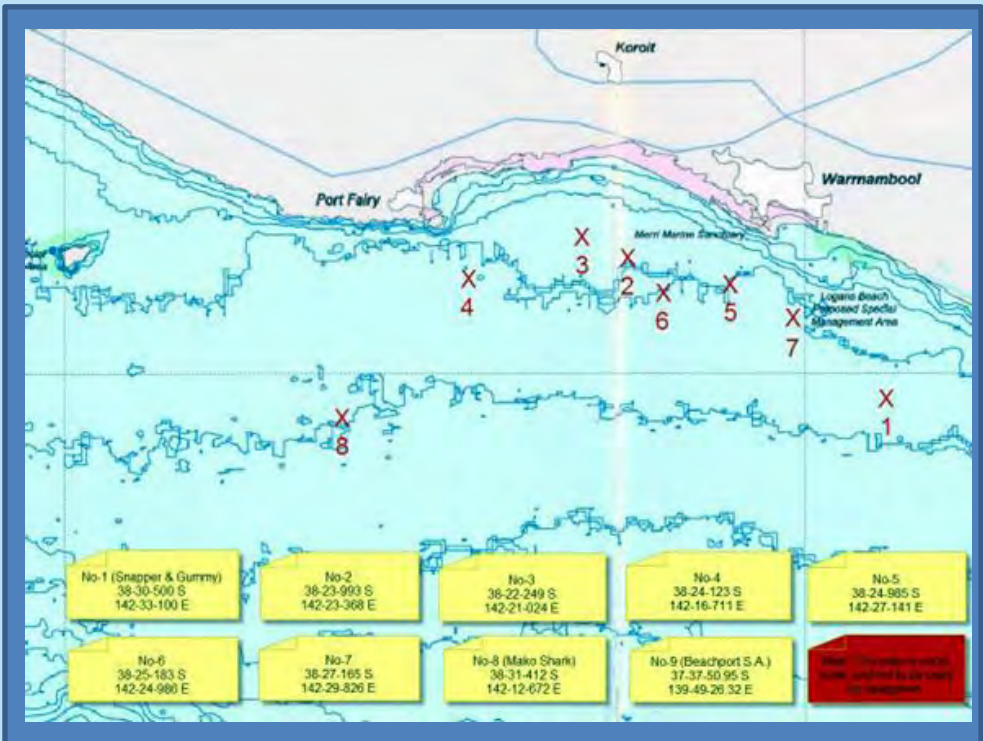 Koroit
Port Fairy
Warrnambool
Merri Marine Sanctuary
Logans Beach
Proposed Special
Management Area
Area
X
3
X
2
X
4
X
6
X
5
X
7
X
1
X
8
No-1 (Snapper & Gummy)
38-30-500 S
142-33-100 E
No-2
38-23-993 S
142-23-368 E
No-3
38-22-249 S
142-21-024 E
No-4
38-24-123 S
142-16-711 E
No-5
38-24-985 S
142-27-141 E
No-6
38-25-183 S
142-24-986 E
No-7
38-27-165 S
142-29-826 E
No-8 (Mako Shark)
38-31-412 S
142-12-672 E
No-9 (Beachport S.A.)
37-37-50.95 S
139-49-26.32 E